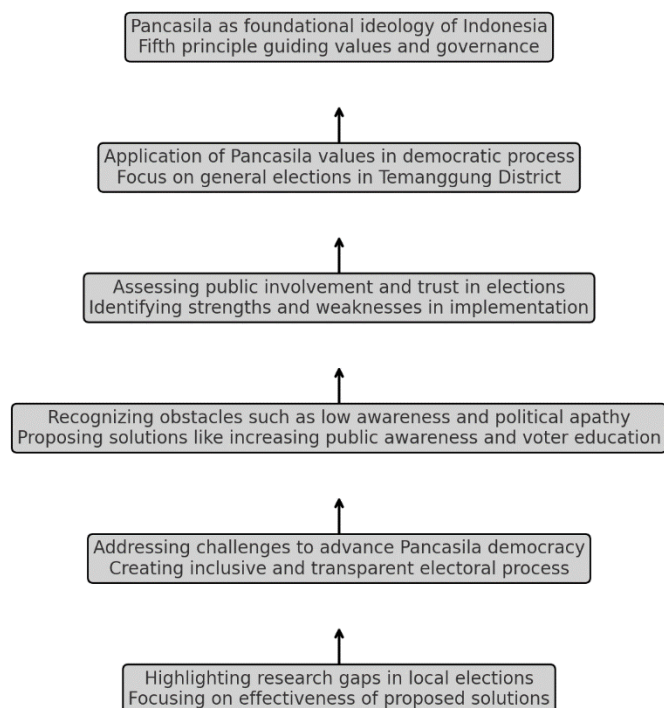 Pancasila as foundational ideology of Indonesia
Fifth principle guiding values and governance
Application of Pancasila values in democratic process
Focus on general elections in Temanggung District
Assessing public involvement and trust in elections
Identifying strengths and weaknesses in implementation
Recognizing obstacles such as low awareness and political apathy
Proposing solutions like increasing public awareness and voter education
Addressing challenges to advance Pancasila democracy
Creating inclusive and transparent electoral process
Highlighting research gaps in local elections
Focusing on effectiveness of proposed solutions